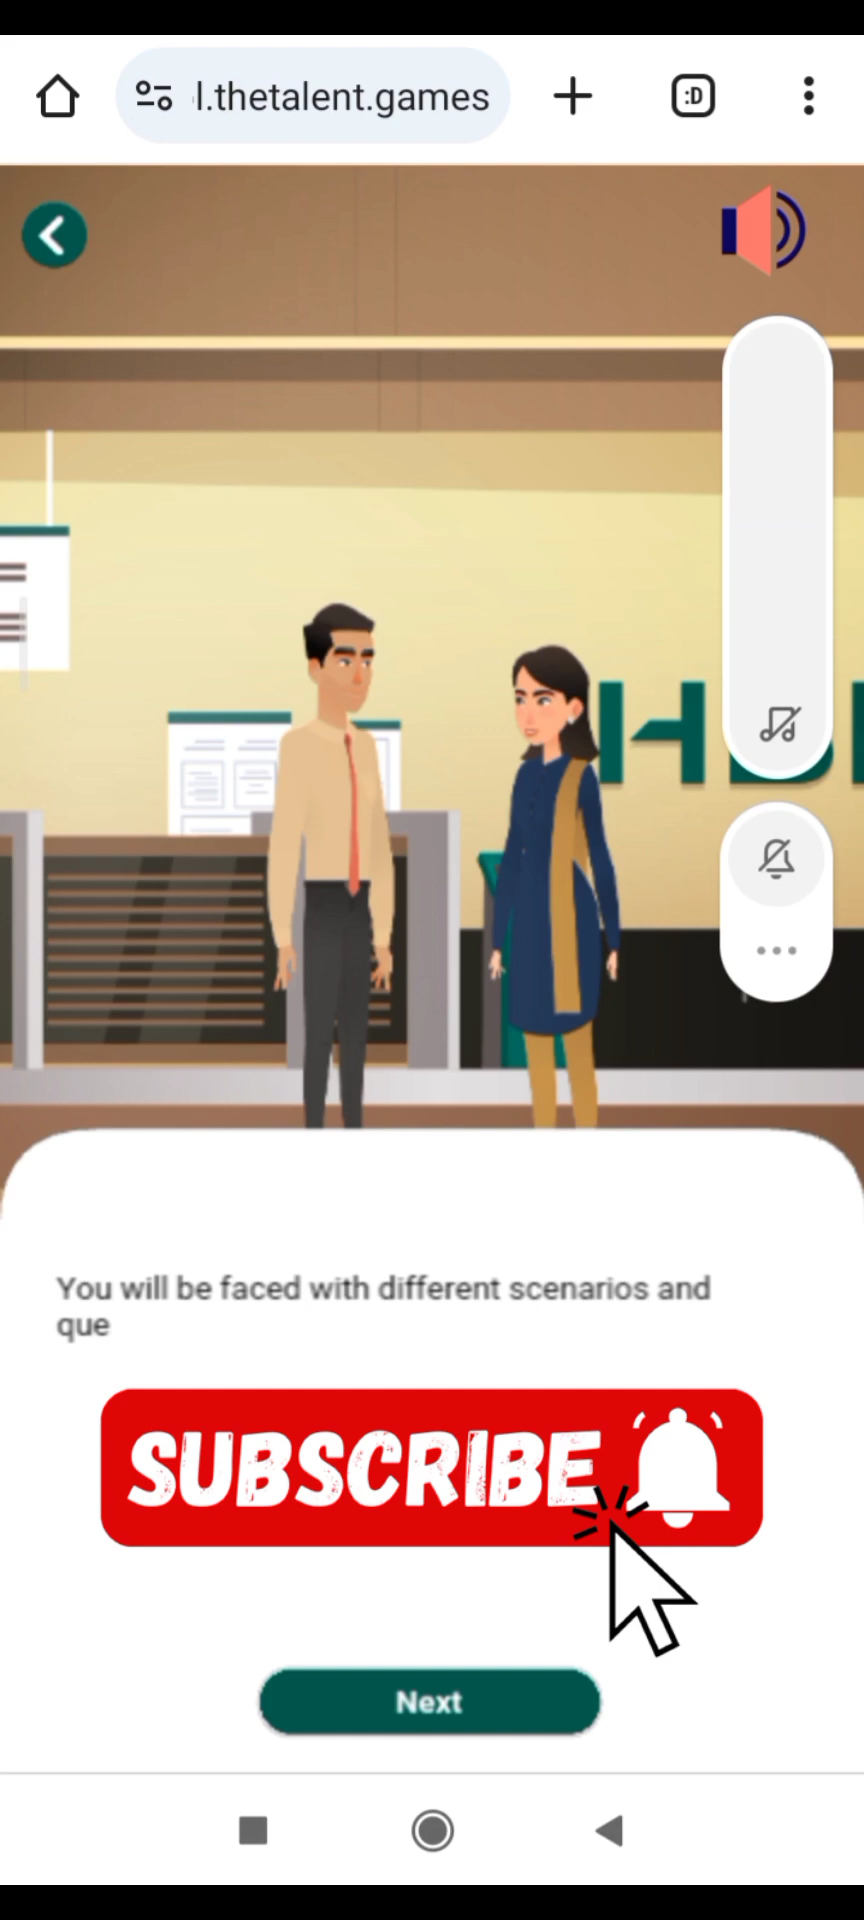 l.thetalent.games
:D
H
You will be faced with different scenarios and
que
SUBSCRIBE
Next